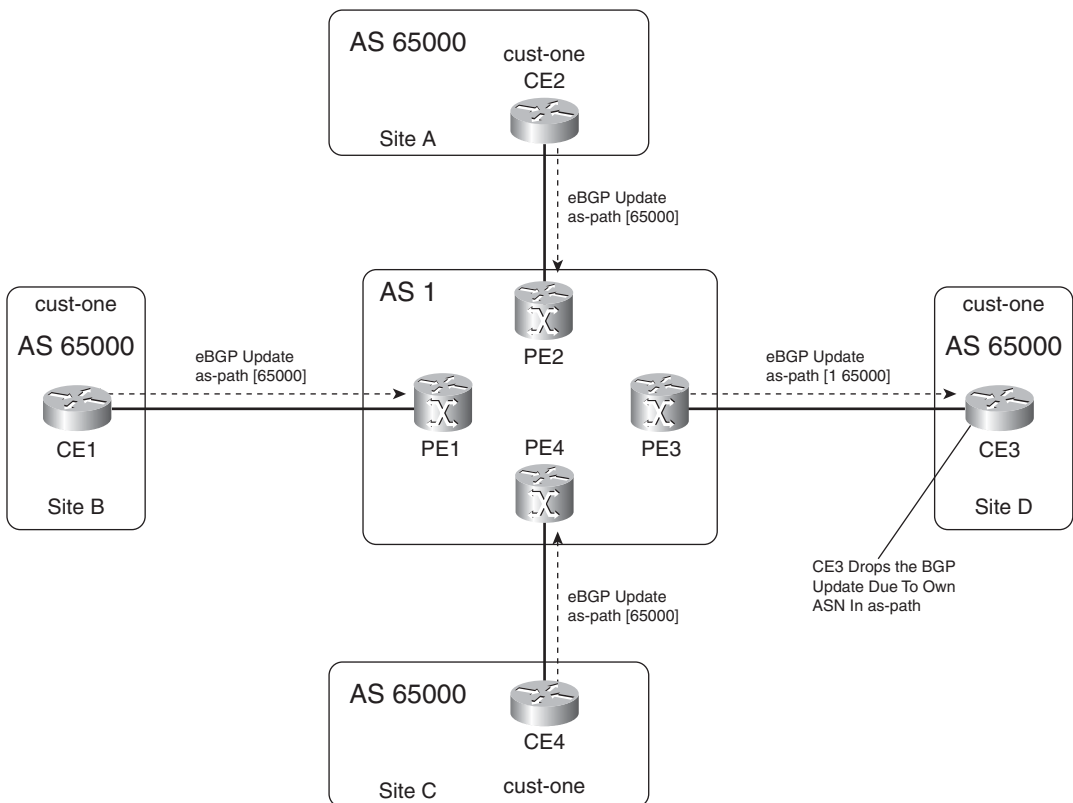 AS 65000
cust-one
CE2
Site A
eBGP Update
as-path [65000]
cust-one
AS 65000
CE1
Site B
eBGP Update
as-path [65000]
AS 1
PE2
PE1
PE4
PE3
eBGP Update
as-path [1 65000]
cust-one
AS 65000
CE3
Site D
CE3 Drops the BGP
Update Due To Own
ASN In as-path
eBGP Update
as-path [65000]
AS 65000
CE4
Site C
cust-one